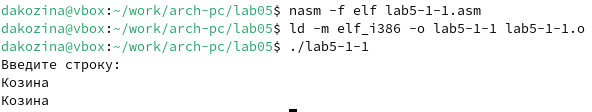 dakozina@vbox:~/work/arch-pc/lab05$ nasm -f elf lab5-1-1.asm
dakozina@vbox:~/work/arch-pc/lab05$ ld -m elf_i386 -o lab5-1-1 lab5-1-1.o
dakozina@vbox:~/work/arch-pc/lab05$ ./lab5-1-1
Введите строку:
Козина
Козина